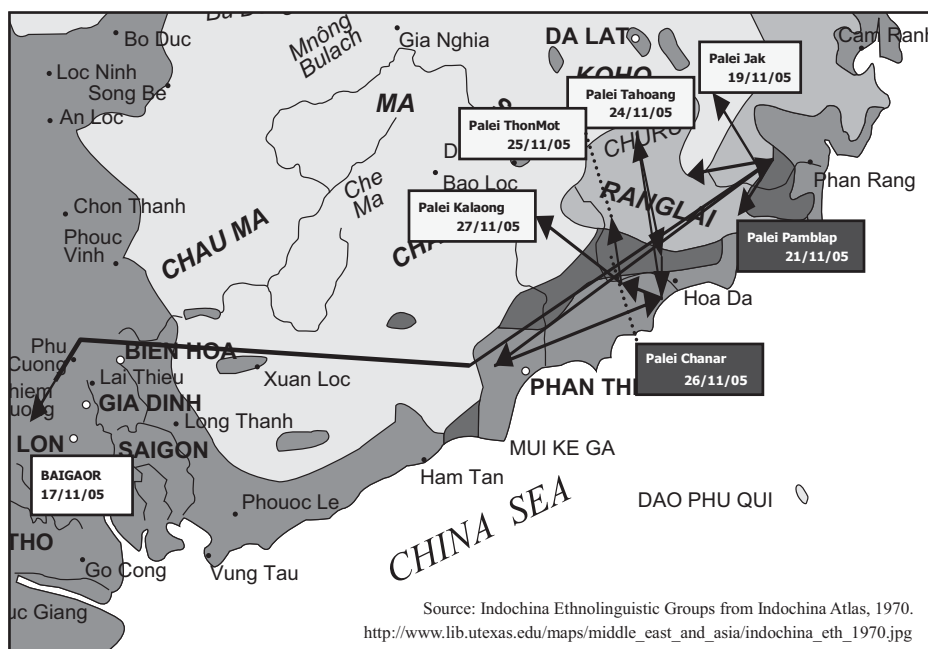 Bo Duc
Mnông
Bulach
Gia Nghia
DA LAT
Cam Ranh
Loc Ninh
Song Be
MA
KOHO
Palei Jak
19/11/05
Palei Tahoang
24/11/05
An Loc
Palei ThonMot
25/11/05
CHURU
Che
Ma
Bao Loc
Phan Rang
Chon Thanh
RANGLAI
Palei Kalaong
27/11/05
Phouc
Vinh
CHAU MA
Palei Pamblap
21/11/05
Hoa Da
Phu
Cuong
BIEN HOA
Lai Thieu
Xuan Loc
Palei Chanar
26/11/05
GIA DINH
PHAN THI
Long Thanh
LON
SAIGON
MUI KE GA
BAIGAOR
17/11/05
Ham Tan
Phouoc Le
DAO PHU QUI
CHINA SEA
THO
Go Cong
Vung Tau
uc Giang
Source: Indochina Ethnolinguistic Groups from Indochina Atlas, 1970.
http://www.lib.utexas.edu/maps/middle_east_and_asia/indochina_eth_1970.jpg